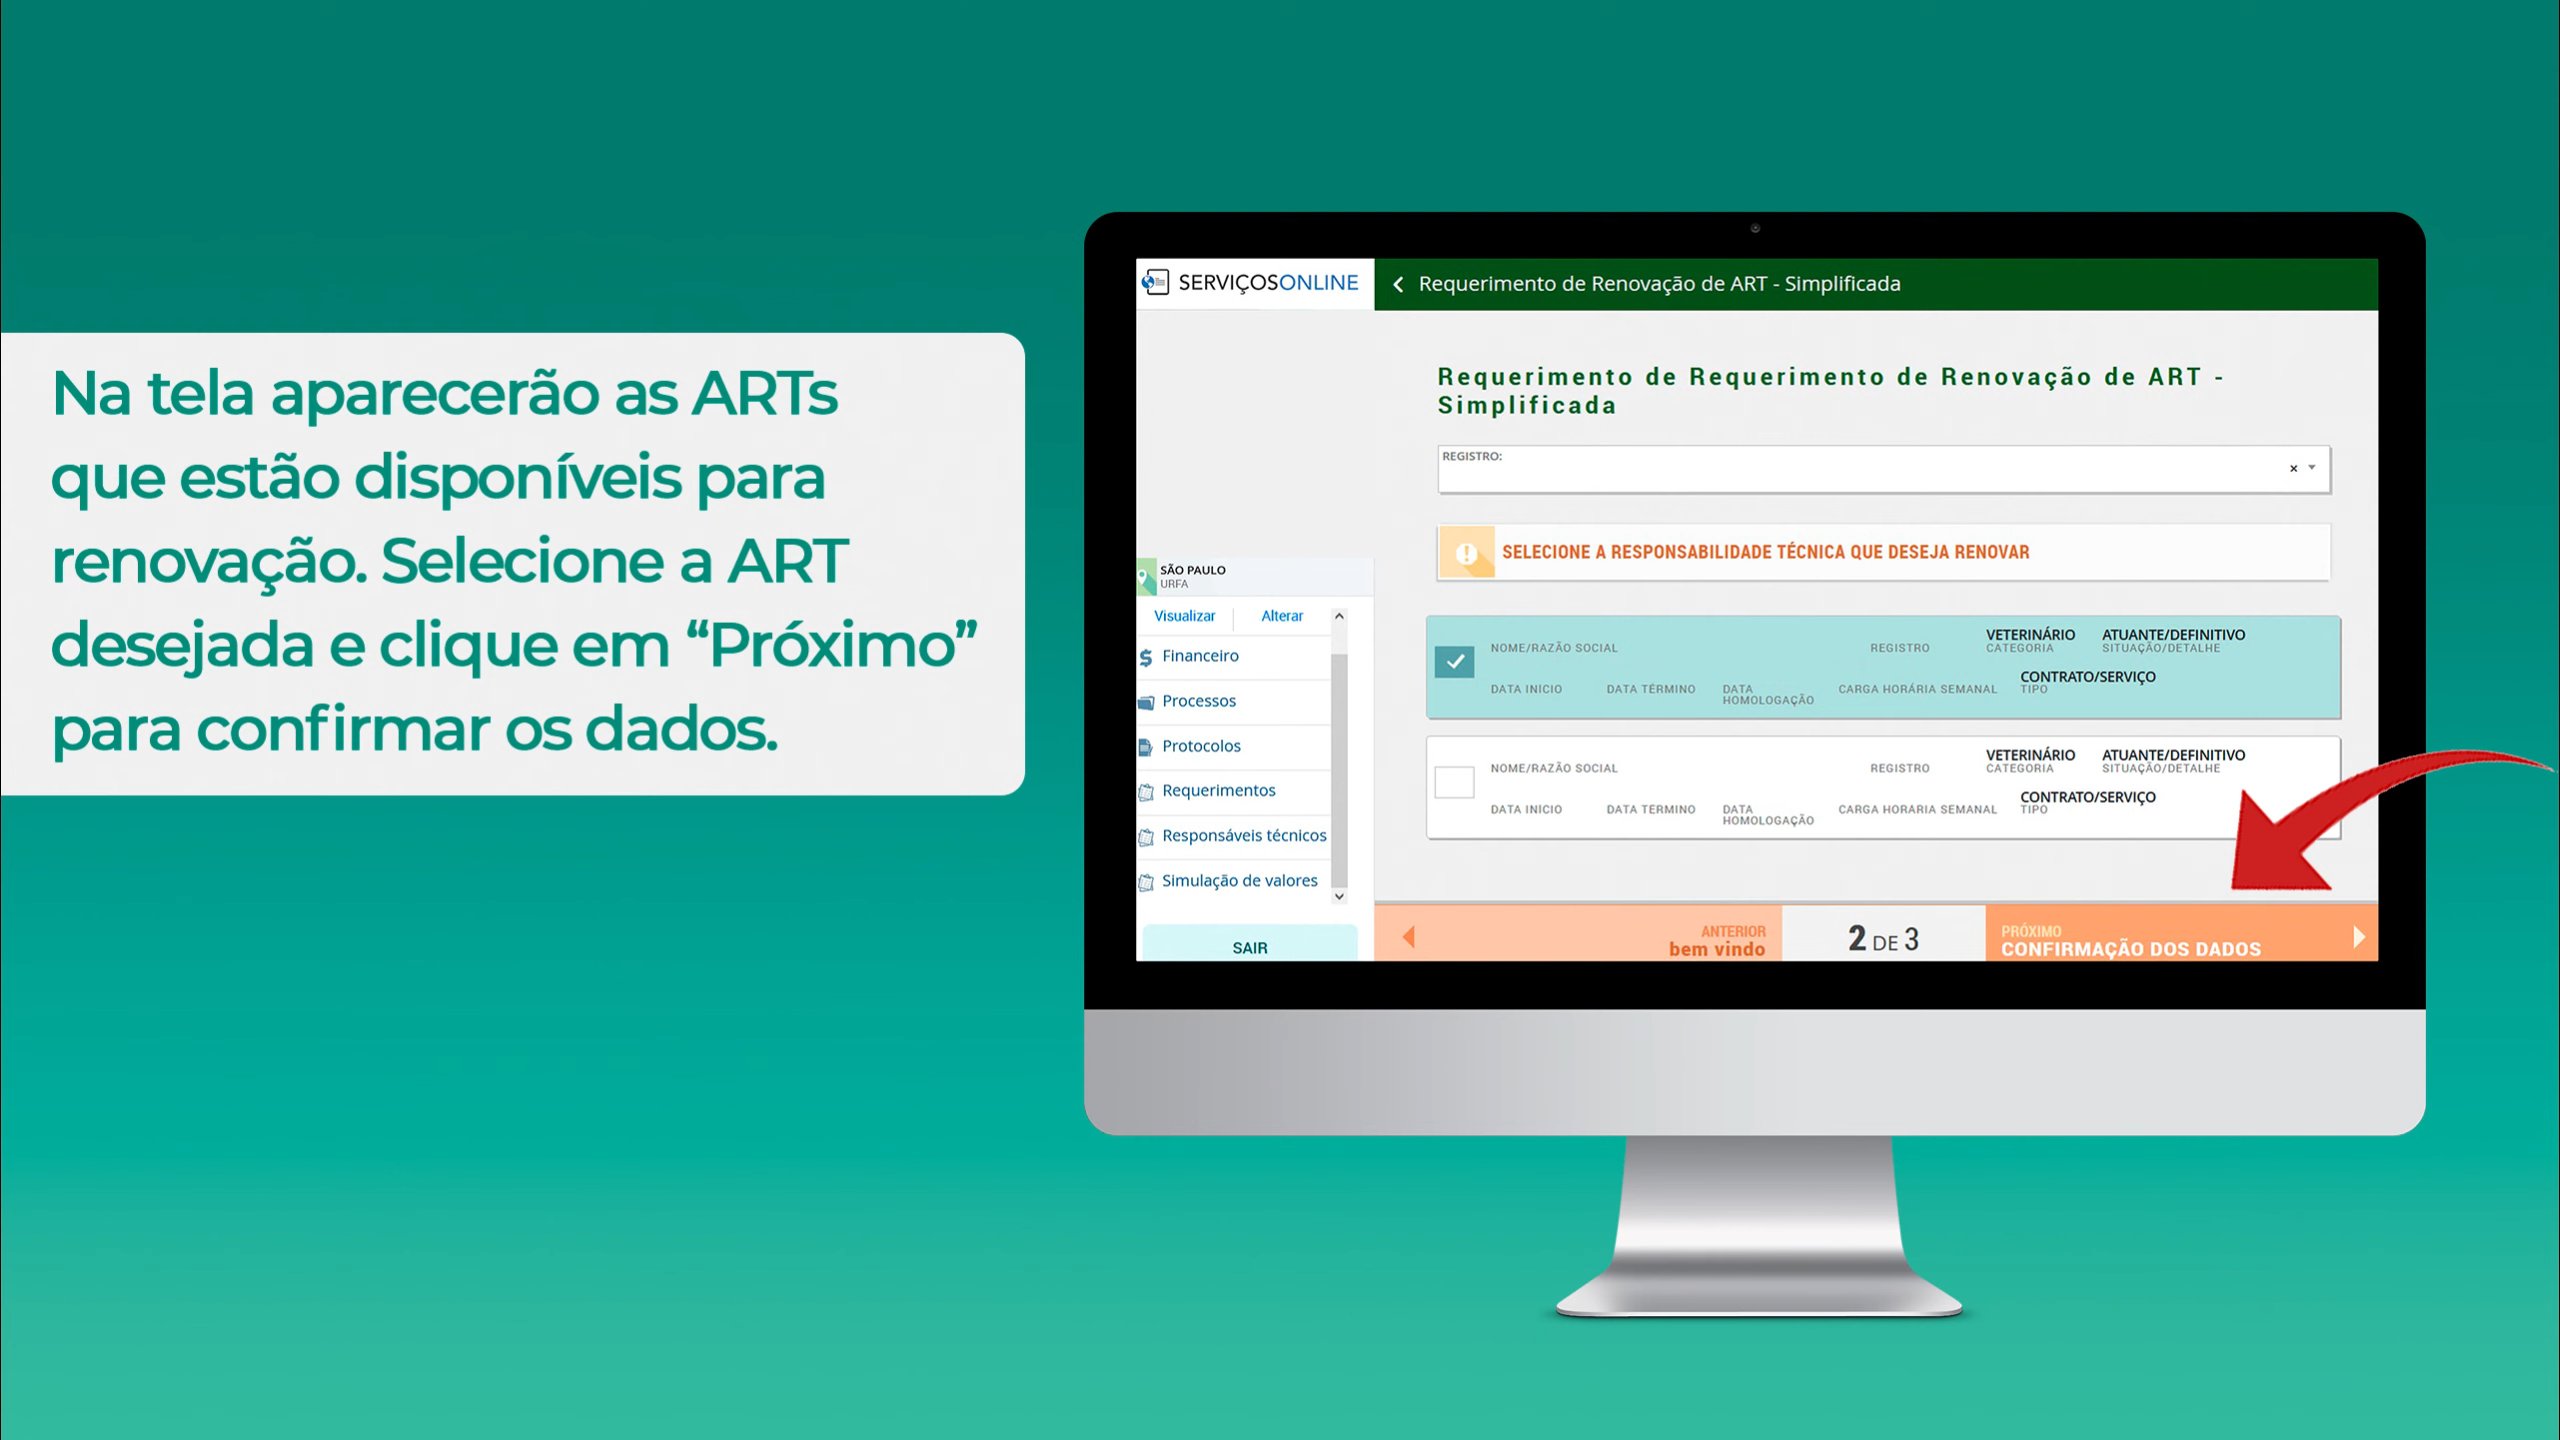 Na tela aparecerão as ARTs
que estão disponíveis para
renovação. Selecione a ART
desejada e clique em “Próximo”
para confirmar os dados.
SERVIÇOSONLINE
Requerimento de Renovação de ART - Simplificada
Requerimento de Requerimento de Renovação de ART -
Simplificada
REGISTRO:
SELECIONE A RESPONSABILIDADE TÉCNICA QUE DESEJA RENOVAR
SÃO PAULO
URFA
Visualizar Alterar
Financeiro
Processos
Protocolos
Requerimentos
Responsáveis técnicos
Simulação de valores
SAIR
VETERINÁRIO ATUANTE/DEFINITIVO
NOME/RAZÃO SOCIAL REGISTRO CATEGORIA SITUAÇÃO/DETALHE
CONTRATO/SERVIÇO
DATA INICIO DATA TÉRMINO DATA HOMOLOGAÇÃO CARGA HORÁRIA SEMANAL TIPO
VETERINÁRIO ATUANTE/DEFINITIVO
NOME/RAZÃO SOCIAL REGISTRO CATEGORIA SITUAÇÃO/DETALHE
CONTRATO/SERVIÇO
DATA INICIO DATA TERMINO DATA HOMOLOGAÇÃO CARGA HORARIA SEMANAL TIPO
ANTERIOR
bem vindo
2 DE 3
PRÓXIMO
CONFIRMAÇÃO DOS DADOS